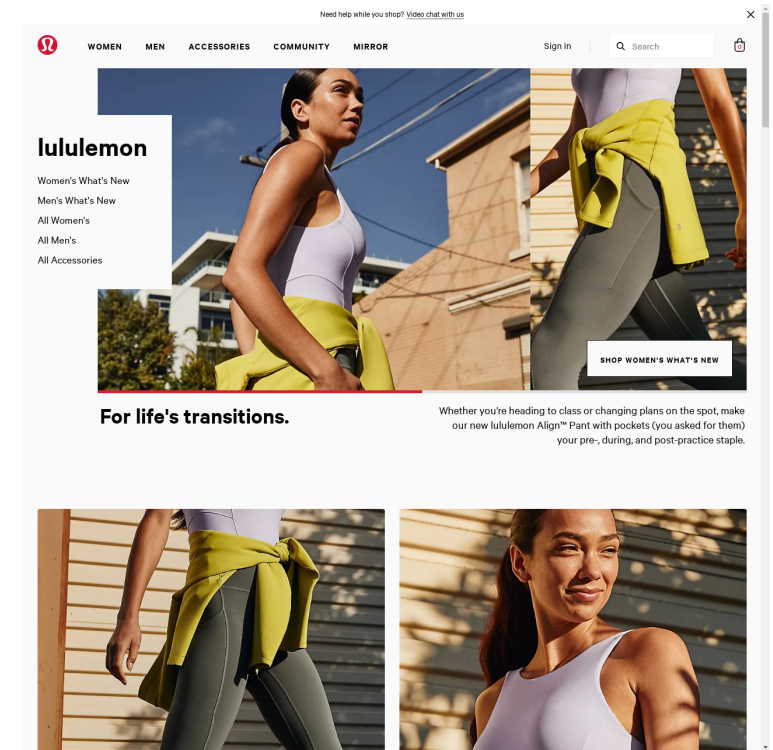 Need help while you shop? Video chat with us
WOMEN MEN ACCESSORIES COMMUNITY MIRROR Sign In Search 0
lululemon
Women's What's New
Men's What's New
All Women's
All Men's
All Accessories
SHOP WOMEN'S WHAT'S NEW
For life's transitions.
Whether you're heading to class or changing plans on the spot, make
our new lululemon Align™ Pant with pockets (you asked for them)
your pre-, during, and post-practice staple.